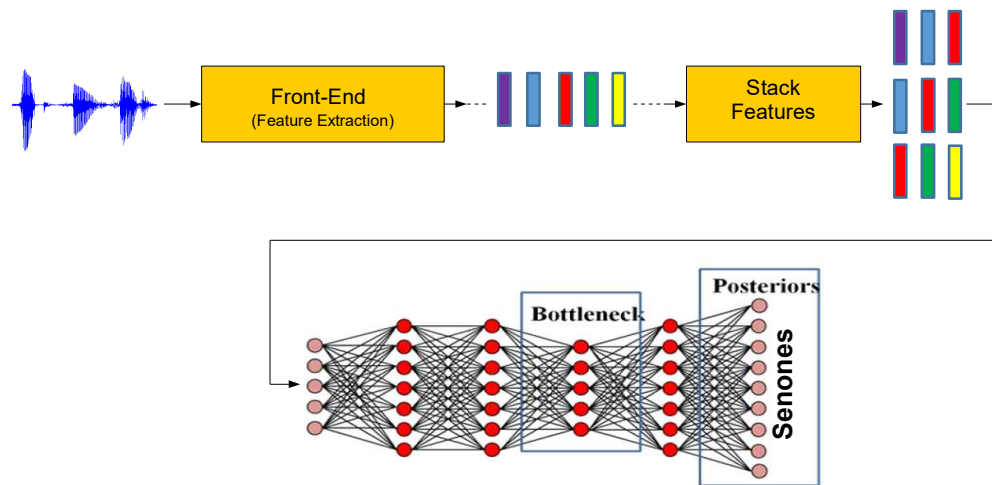 Front-End
(Feature Extraction)
Stack
Features
Bottleneck
Posteriors
Senones